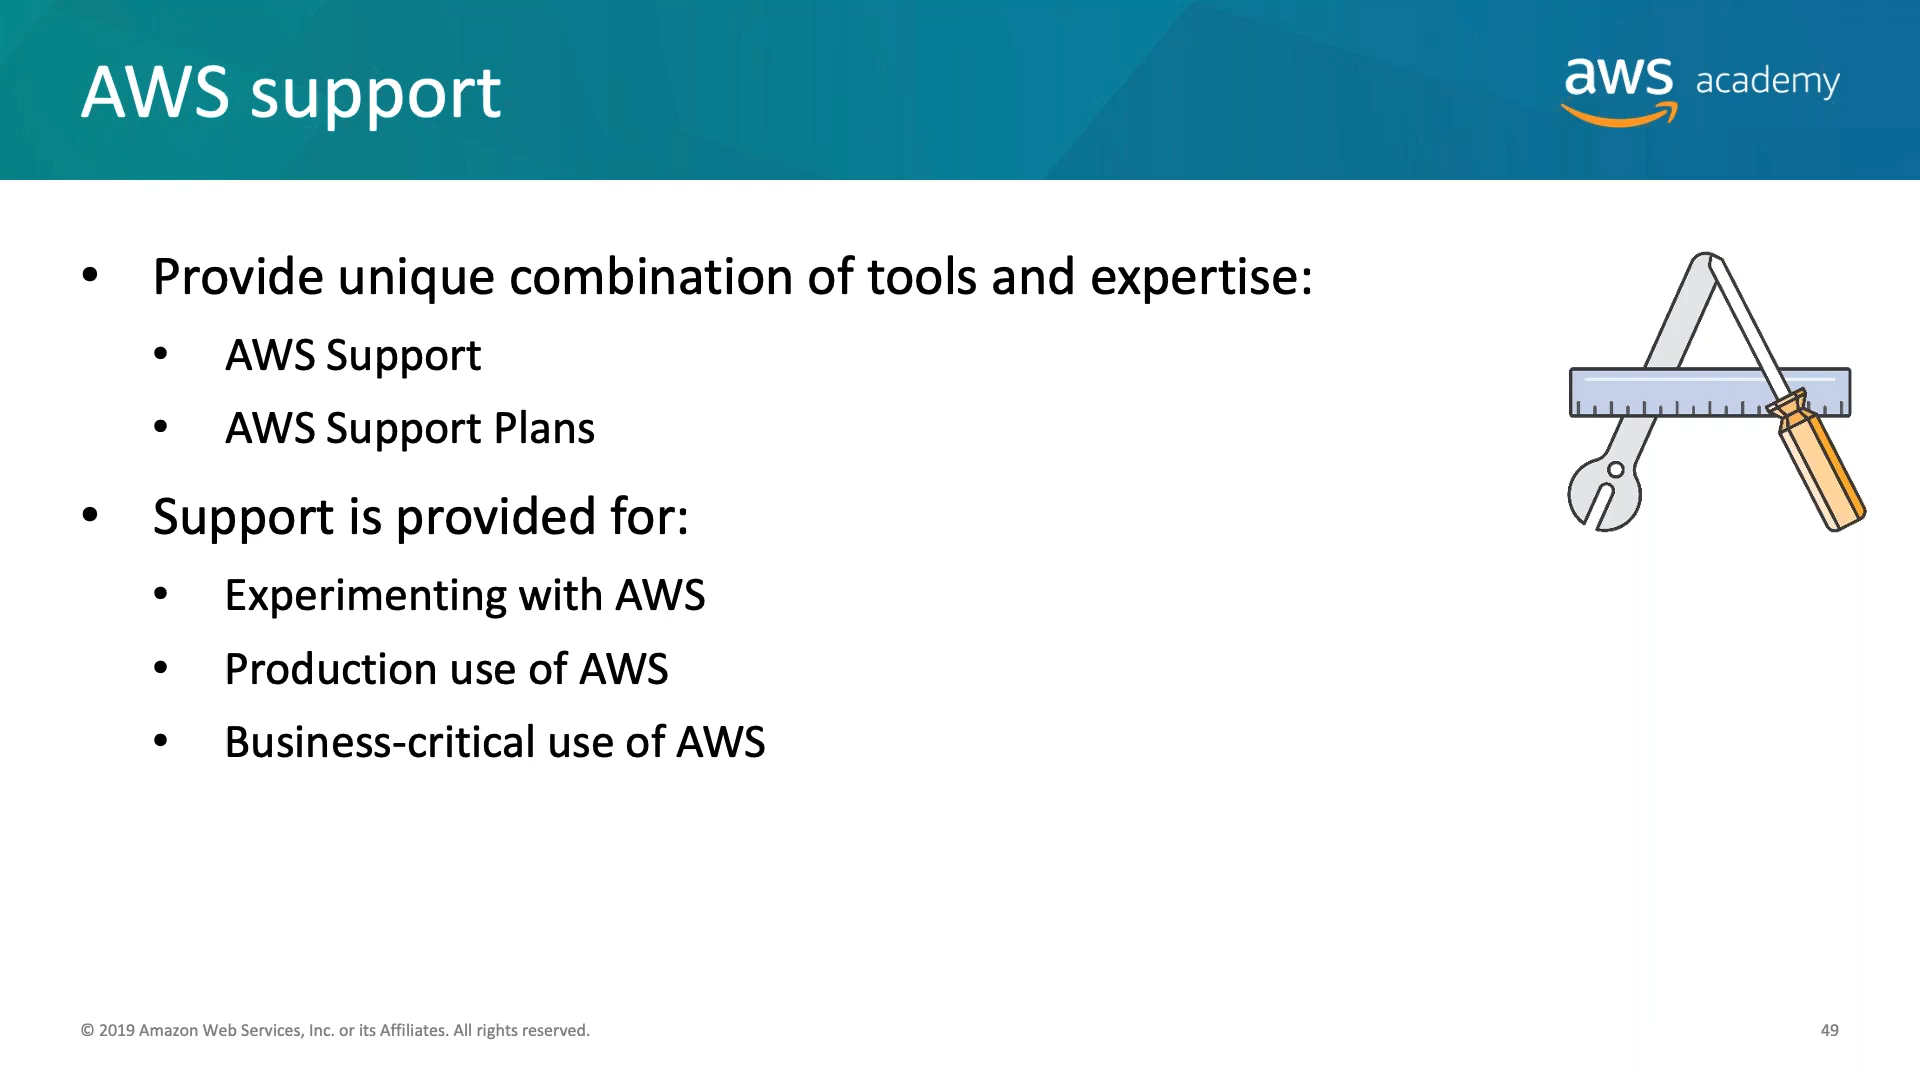 AWS support
aws academy
• Provide unique combination of tools and expertise:
• AWS Support
• AWS Support Plans
• Support is provided for:
• Experimenting with AWS
• Production use of AWS
• Business-critical use of AWS
© 2019 Amazon Web Services, Inc. or its Affiliates. All rights reserved.
49